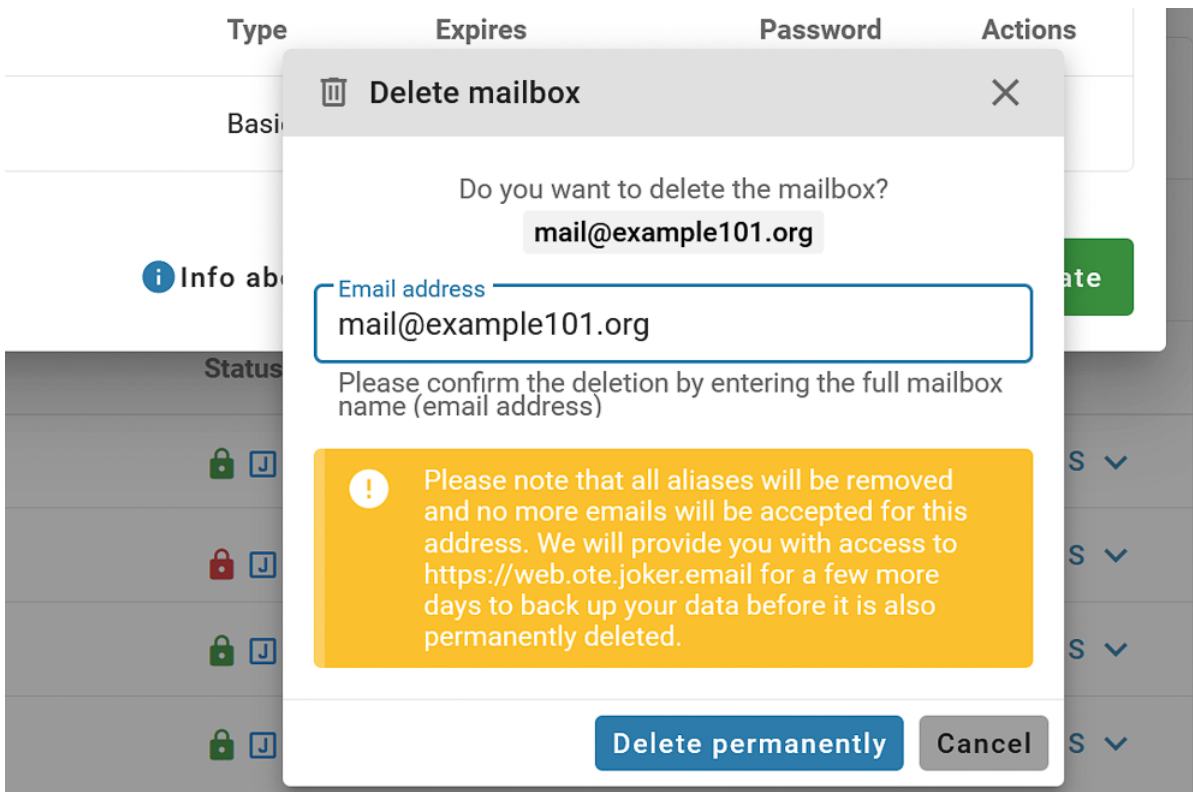 Type Expires Password Actions
Delete mailbox
Basi
Do you want to delete the mailbox?
mail@example101.org
Info abo
ate
Email address
mail@example101.org
Status
Please confirm the deletion by entering the full mailbox
name (email address)
Please note that all aliases will be removed
and no more emails will be accepted for this
address. We will provide you with access to
https://web.ote.joker.email for a few more
days to back up your data before it is also
permanently deleted.
J S
J S
J S
J S
Delete permanently Cancel